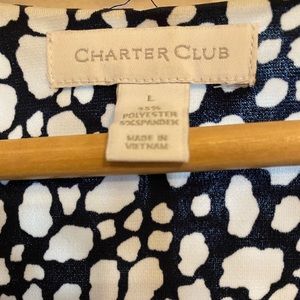 CHARTER CLUB
L
95%
POLYESTER
5%SPANDEX
MADE IN
VIETNAM